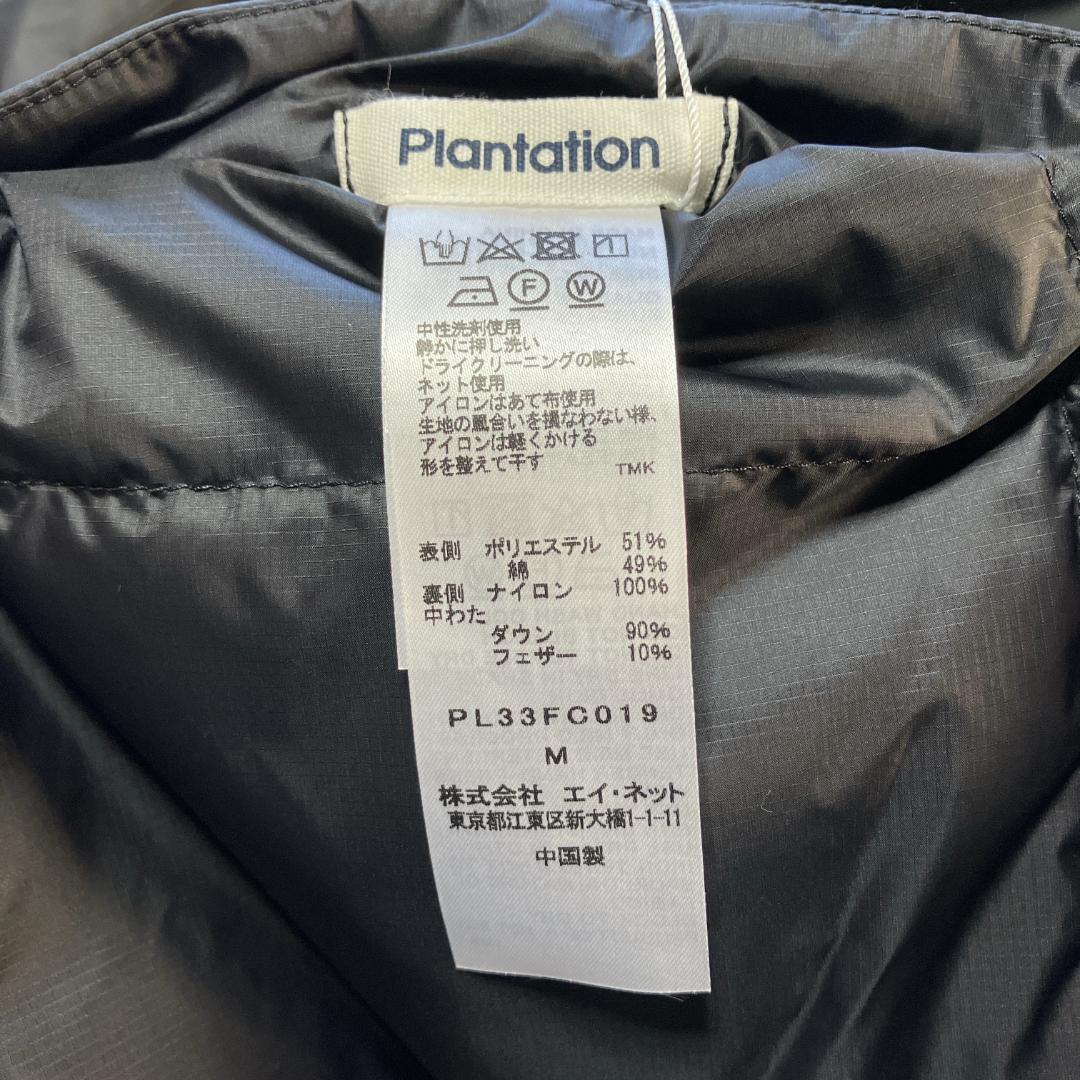 Plantation
F W
中性洗剤使用
静かに押し洗い
ドライクリーニングの際は、
ネット使用
アイロンはあて布使用
生地の風合いを損なわない様、
アイロンは軽くかける
形を整えて干す TMK
表側 ポリエステル 51%
綿 49%
裏側 ナイロン 100%
中わた
ダウン 90%
フェザー 10%
PL33FC019
M
株式会社 エイ・ネット
東京都江東区新大橋1-1-11
中国製